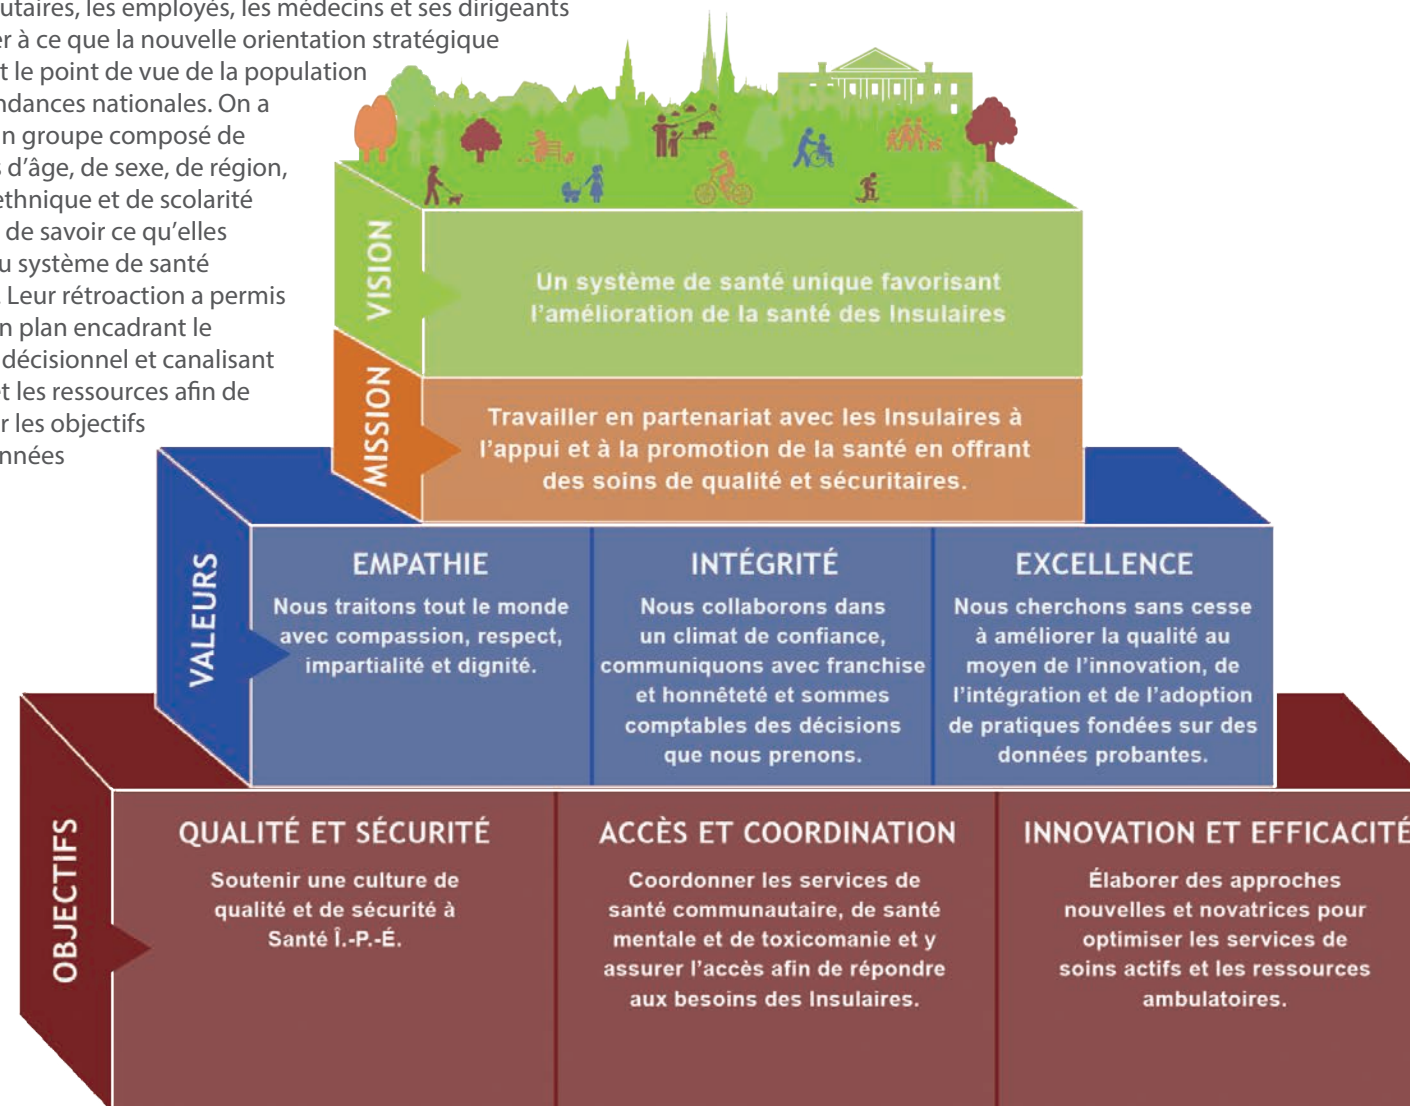 utaires, les employés, les médecins et ses dirigeants
er à ce que la nouvelle orientation stratégique
t le point de vue de la population
ndances nationales. On a
n groupe composé de
s d'âge, de sexe, de région,
ethnique et de scolarité
de savoir ce qu'elles
u système de santé
. Leur rétroaction a permis
n plan encadrant le
décisionnel et canalisant
et les ressources afin de
r les objectifs
nnées
VISION
Un système de santé unique favorisant
l'amélioration de la santé des Insulaires
MISSION
Travailler en partenariat avec les Insulaires à
l'appui et à la promotion de la santé en offrant
des soins de qualité et sécuritaires.
VALEURS
EMPATHIE
Nous traitons tout le monde
avec compassion, respect,
impartialité et dignité.
INTÉGRITÉ
Nous collaborons dans
un climat de confiance,
communiquons avec franchise
et honnêteté et sommes
comptables des décisions
que nous prenons.
EXCELLENCE
Nous cherchons sans cesse
à améliorer la qualité au
moyen de l'innovation, de
l'intégration et de l'adoption
de pratiques fondées sur des
données probantes.
OBJECTIFS
QUALITÉ ET SÉCURITÉ
Soutenir une culture de
qualité et de sécurité à
Santé Î.-P.-É.
ACCÈS ET COORDINATION
Coordonner les services de
santé communautaire, de santé
mentale et de toxicomanie et y
assurer l'accès afin de répondre
aux besoins des Insulaires.
INNOVATION ET EFFICACITÉ
Élaborer des approches
nouvelles et novatrices pour
optimiser les services de
soins actifs et les ressources
ambulatoires.